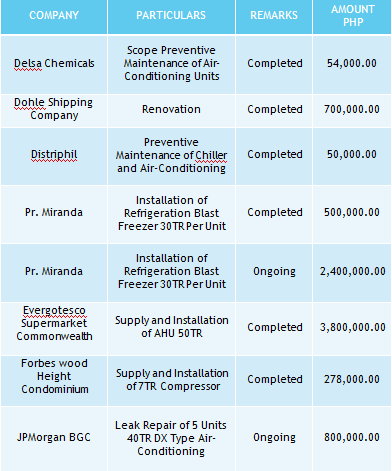 COMPANY PARTICULARS REMARKS AMOUNT
PHP
Delsa Chemicals Scope Preventive
Maintenance of Air-
Conditioning Units Completed 54,000.00
Dohle Shipping
Company Renovation Completed 700,000.00
Distriphil Preventive
Maintenance of Chiller
and Air-Conditioning Completed 50,000.00
Pr. Miranda Installation of
Refrigeration Blast
Freezer 30TR Per Unit Completed 500,000.00
Pr. Miranda Installation of
Refrigeration Blast
Freezer 30TR Per Unit Ongoing 2,400,000.00
Evergotesco
Supermarket
Commonwealth Supply and Installation
of AHU 50TR Completed 3,800,000.00
Forbes wood
Height
Condominium Supply and Installation
of 7TR Compressor Completed 278,000.00
JPMorgan BGC Leak Repair of 5 Units
40TR DX Type Air-
Conditioning Ongoing 800,000.00